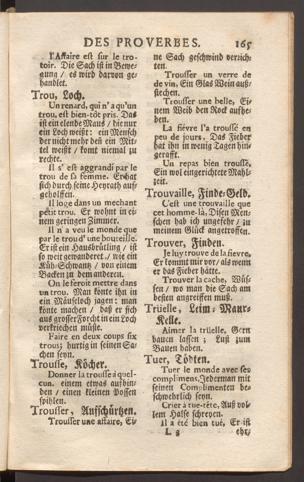 DES PROVERBES. 165
l'Affaire est sur le tro-
toir. Die Sach ist in Bewe-
gung / es wird darvon ge-
handlet.
Trou, Loch.
Un renard, qui n'a qu'un
trou, est bien-tôt pris. Das
ist ein elende Maus / die nur
ein Loch weißt: ein Mensch
der nicht mehr deñ ein Mit-
tel weißt / komt niemal zu
rechte.
Il s'est aggrandi par le
trou de sa femme. Er hat
sich durch seine Heyrath auf-
geholffen.
Il loge dans un mechant
petit trou. Er wohnt in ei-
nem geringen Zimmer.
Il n'a veu le monde que
par le trou d'une bouteille.
Er ist ein Hausbrütling / ist
so weit gewandert / wie ein
Küh-Schwantz / von einem
Backen zu dem anderen.
On le feroit mettre dans
un trou. Man konte ihn in
ein Mäusloch jagen: man
konte machen / daß er sich
aus grosser Forcht in ein Loch
verkriechen müste.
Faire en deux coups six
trous; hurtig in seinen Sa-
chen seyn.
Trousse, Köcher.
Donner la trousse à quel-
cun. einem etwas aufbin-
den / einen kleinen Possen
spihlen.
Trousser, Aufschürtzen.
Trousser une affaire, Ei-
ne Sach geschwind verrich-
ten.
Trousser un verre de
de vin. Ein Glas Wein auß-
stechen.
Trousser une belle, Ei-
nem Weib den Rock aufhe-
ben.
La fiévre l'a troussé en
peu de jours. Das Fieber
hat ihn in wenig Tagen hin-
gerafft.
Un repas bien troussé.
Ein wol eingerichtete Mahl-
zeit.
Trouvaille, Finde-Geld.
C'est une trouvaille que
cet homme-là. Disen Men-
schen hab ich ungefehr / zu
meinem Glück angetroffen.
Trouver, Finden.
Je luy trouve de la fievre.
Er kommt mir vor / als wenn
er das Fieber hätte.
Trouver la cache, Müs-
sen / wo man die Sach am
besten angreiffen muß.
Trüelle, Leim / Maur-
Kelle.
Aimer la trüelle, Gern
bauen lassen; Lust zum
Bauen haben.
Tuer, Tödten.
Tuer le monde avec ses
complimens. Jederman mit
seinen Complimenten be-
schwehrlich seyn.
Crier à tue-tête, Auß vol-
lem Halse schreyen.
Il a été bien tué, Er ist
L 3 eht/